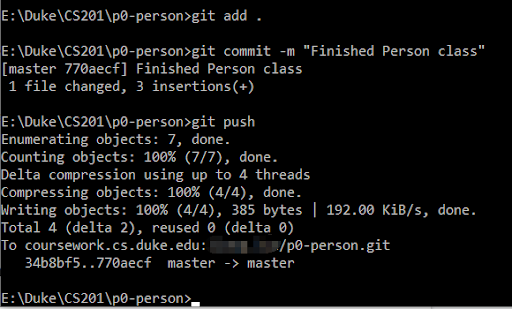 E:\Duke\CS201\p0-person>git add .
E:\Duke\CS201\p0-person>git commit -m "Finished Person class"
[master 770aecf] Finished Person class
1 file changed, 3 insertions(+)
E:\Duke\CS201\p0-person>git push
Enumerating objects: 7, done.
Counting objects: 100% (7/7), done.
Delta compression using up to 4 threads
Compressing objects: 100% (4/4), done.
Writing objects: 100% (4/4), 385 bytes | 192.00 KiB/s, done.
Total 4 (delta 2), reused 0 (delta 0)
To coursework.cs.duke.edu: /p0-person.git
34b8bf5..770aecf  master -> master
E:\Duke\CS201\p0-person>